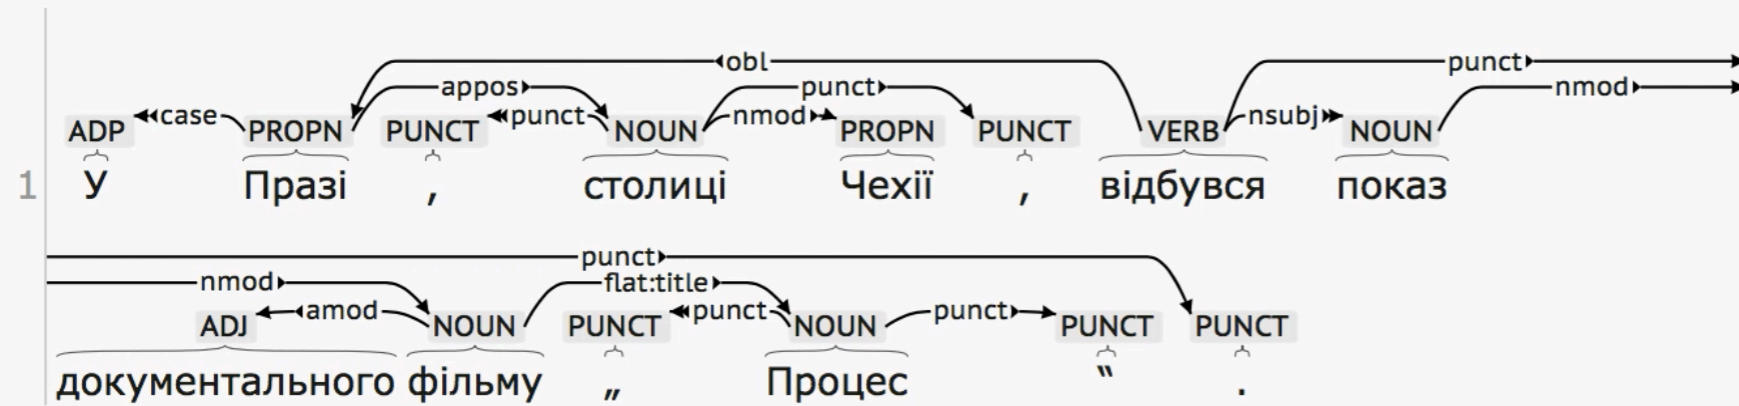 obl punct
appos punct nmod
case punct nmod nsubj
ADP PROPN PUNCT NOUN PROPN PUNCT VERB NOUN
1 У Празі , столиці Чехії , відбувся показ
punct
nmod flat:title
amod punct punct
ADJ NOUN PUNCT NOUN PUNCT PUNCT
документального фільму „ Процес “ .